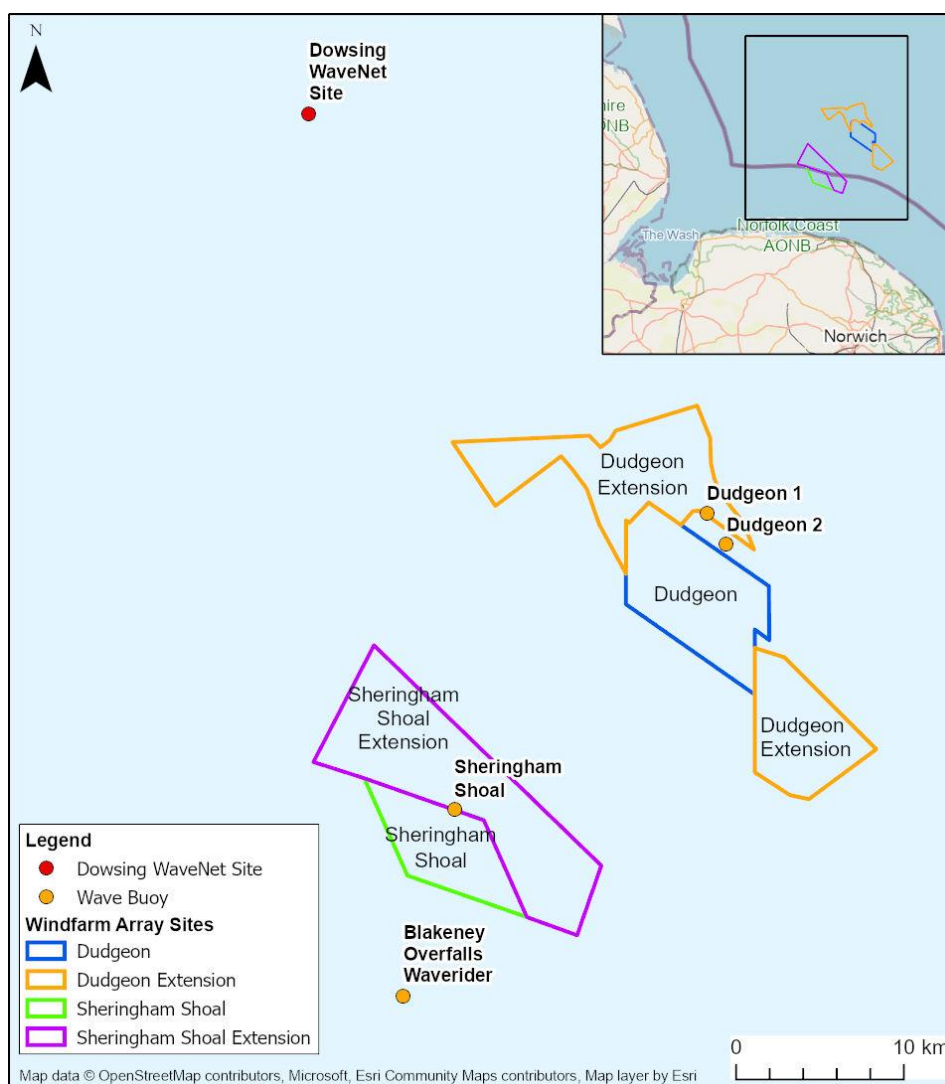 N
Dowsing
WaveNet
Site
The Wash
Norfolk Coast
AONB
Norwich
Dudgeon
Extension
Dudgeon 1
Dudgeon 2
Dudgeon
Sheringham
Shoal
Extension
Dudgeon
Extension
Sheringham
Shoal
Sheringham
Shoal
Blakeney
Overfalls
Waverider
Legend
Dowsing WaveNet Site
Wave Buoy
Windfarm Array Sites
Dudgeon
Dudgeon Extension
Sheringham Shoal
Sheringham Shoal Extension
0 10 km
Map data © OpenStreetMap contributors, Microsoft, Esri Community Maps contributors, Map layer by Esri